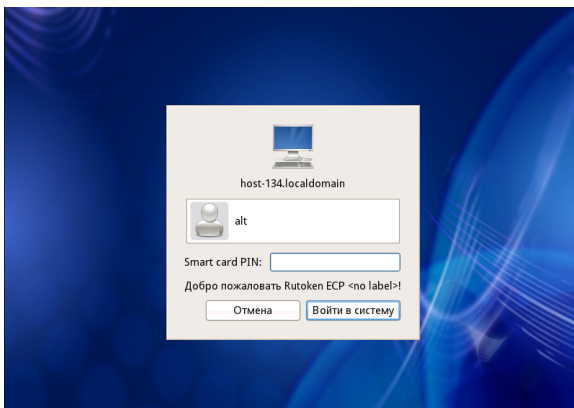 host-134.localdomain
alt
Smart card PIN:
Добро пожаловать Rutoken ECP <no label>!
Отмена Войти в систему